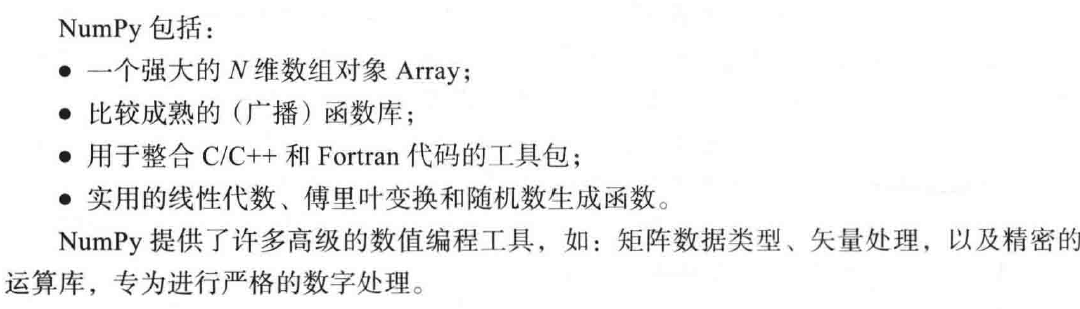 NumPy 包括：
● 一个强大的 N 维数组对象 Array；
● 比较成熟的（广播）函数库；
● 用于整合 C/C++ 和 Fortran 代码的工具包；
● 实用的线性代数、傅里叶变换和随机数生成函数。
NumPy 提供了许多高级的数值编程工具，如：矩阵数据类型、矢量处理，以及精密的
运算库，专为进行严格的数字处理。